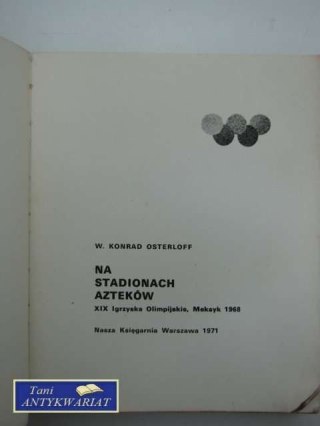 W. KONRAD OSTERLOFF
NA
STADIONACH
AZTEKÓW
XIX Igrzyska Olimpijskie, Meksyk 1968
Nasza Księgarnia Warszawa 1971
Tani
ANTYKWARIAT